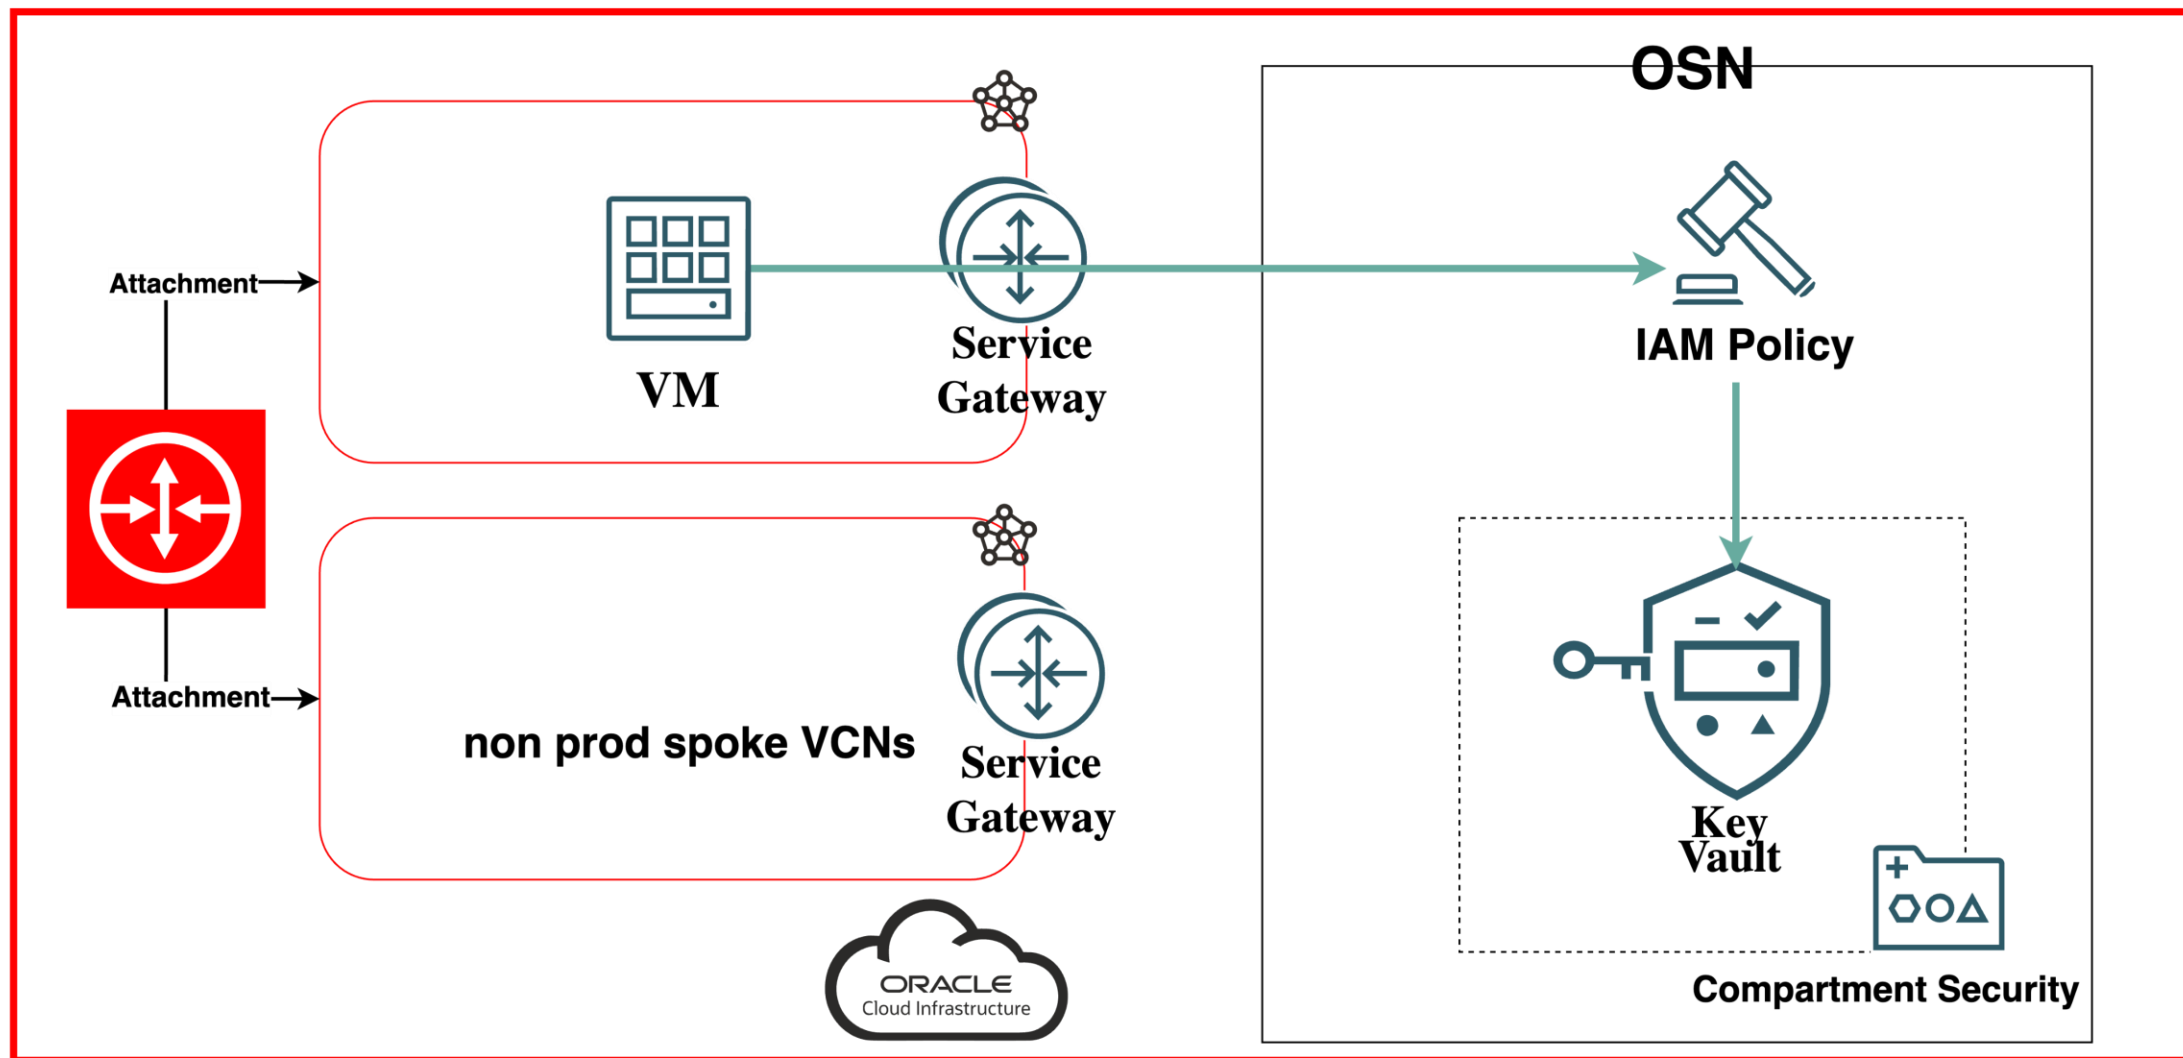 OSN
Attachment
VM
Service
Gateway
IAM Policy
Attachment
non prod spoke VCNs
Service
Gateway
Key
Vault
ORACLE
Cloud Infrastructure
Compartment Security